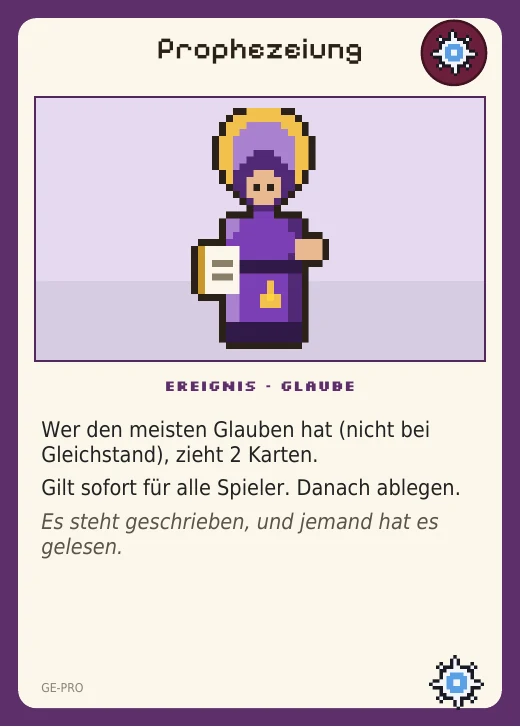 Prophezeiung
EREIGNIS - GLAUBE
Wer den meisten Glauben hat (nicht bei
Gleichstand), zieht 2 Karten.
Gilt sofort für alle Spieler. Danach ablegen.
Es steht geschrieben, und jemand hat es
gelesen.
GE-PRO